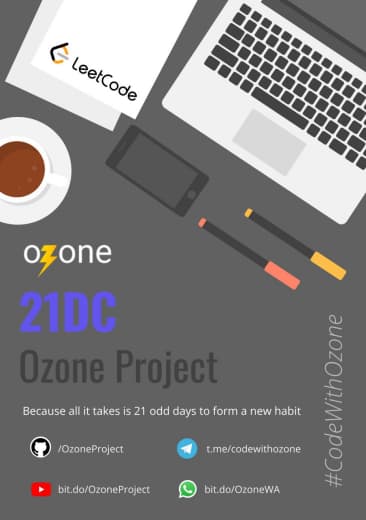 LeetCode
ozone
21DC
Ozone Project
#CodeWithOzone
Because all it takes is 21 odd days to form a new habit
/OzoneProject
t.me/codewithozone
bit.do/OzoneProject
bit.do/OzoneWA